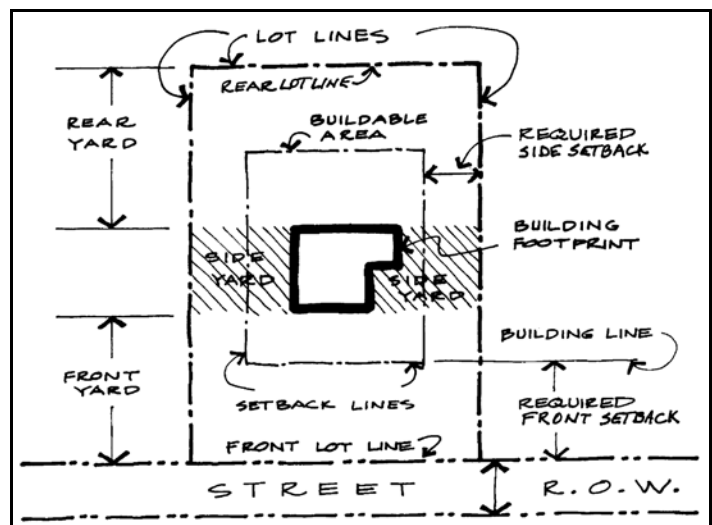 LOT LINES
REAR LOT LINE
REAR
YARD
BUILDABLE
AREA
REQUIRED
SIDE SETBACK
BUILDING
FOOTPRINT
SIDE
YARD
SIDE
YARD
BUILDING LINE
FRONT
YARD
SETBACK LINES
REQUIRED
FRONT SETBACK
FRONT LOT LINE
STREET R.O.W.